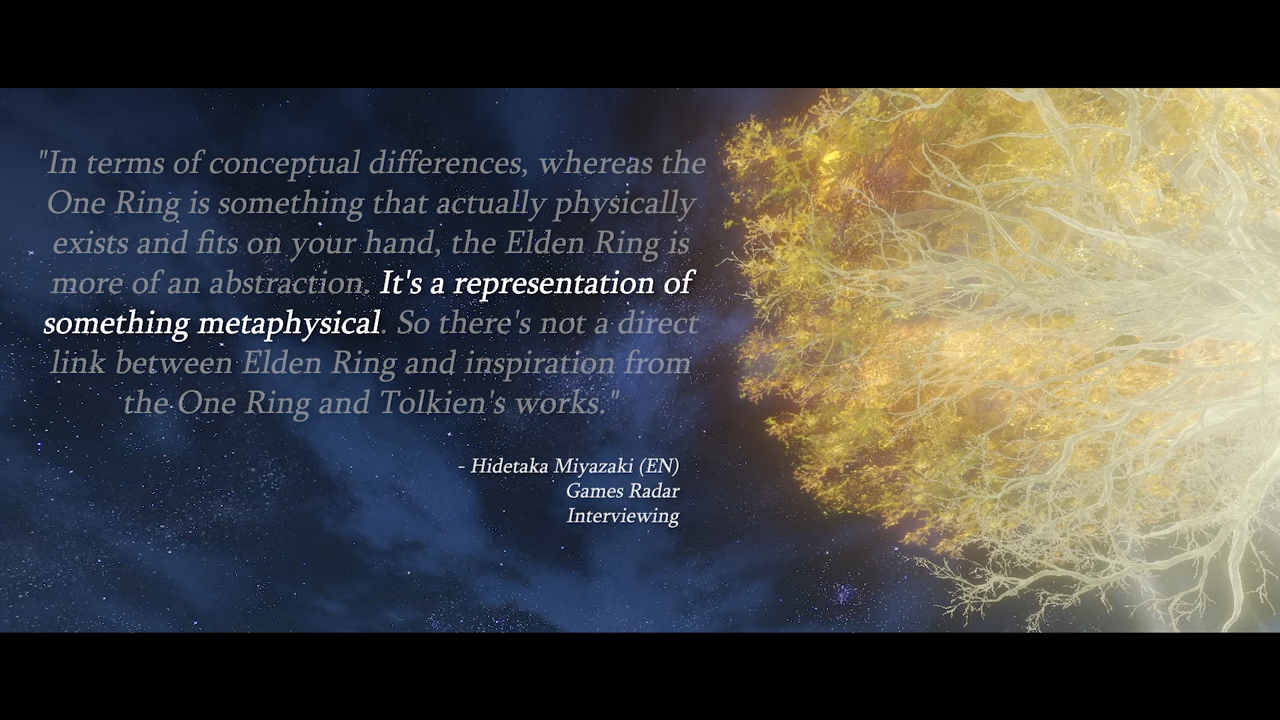 "In terms of conceptual differences, whereas the
One Ring is something that actually physically
exists and fits on your hand, the Elden Ring is
more of an abstraction. It's a representation of
something metaphysical. So there's not a direct
link between Elden Ring and inspiration from
the One Ring and Tolkien's works."
- Hidetaka Miyazaki (EN)
Games Radar
Interviewing